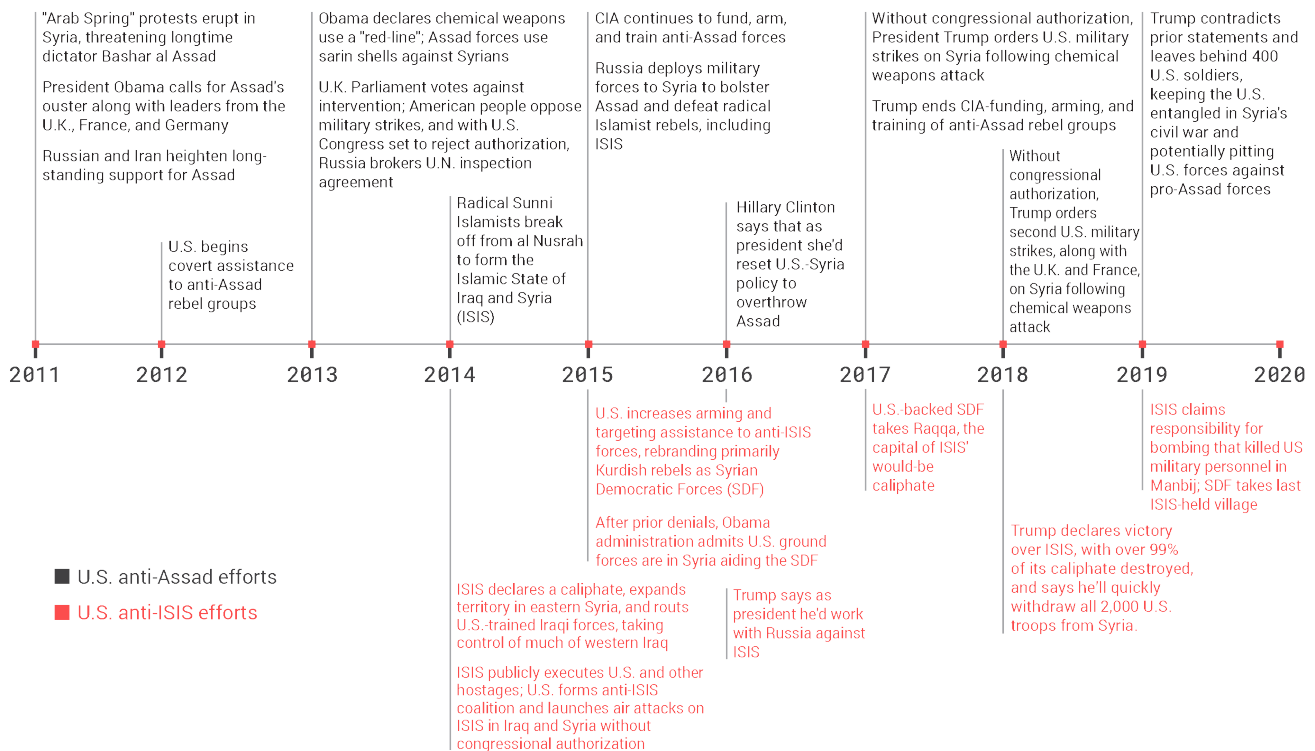 "Arab Spring" protests erupt in
Syria, threatening longtime
dictator Bashar al Assad
President Obama calls for Assad's
ouster along with leaders from the
U.K., France, and Germany
Russian and Iran heighten long-
standing support for Assad
U.S. begins
covert assistance
to anti-Assad
rebel groups
Obama declares chemical weapons
use a "red-line"; Assad forces use
sarin shells against Syrians
U.K. Parliament votes against
intervention; American people oppose
military strikes, and with U.S.
Congress set to reject authorization,
Russia brokers U.N. inspection
agreement
Radical Sunni
Islamists break
off from al Nusrah
to form the
Islamic State of
Iraq and Syria
(ISIS)
CIA continues to fund, arm,
and train anti-Assad forces
Russia deploys military
forces to Syria to bolster
Assad and defeat radical
Islamist rebels, including
ISIS
Hillary Clinton
says that as
president she'd
reset U.S.-Syria
policy to
overthrow
Assad
Without congressional authorization,
President Trump orders U.S. military
strikes on Syria following chemical
weapons attack
Trump ends CIA-funding, arming, and
training of anti-Assad rebel groups
Without
congressional
authorization,
Trump orders
second U.S. military
strikes, along with
the U.K. and France,
on Syria following
chemical weapons
attack
Trump contradicts
prior statements and
leaves behind 400
U.S. soldiers,
keeping the U.S.
entangled in Syria's
civil war and
potentially pitting
U.S. forces against
pro-Assad forces
2011 2012 2013 2014 2015 2016 2017 2018 2019 2020
ISIS declares a caliphate, expands
territory in eastern Syria, and routs
U.S.-trained Iraqi forces, taking
control of much of western Iraq
ISIS publicly executes U.S. and other
hostages; U.S. forms anti-ISIS
coalition and launches air attacks on
ISIS in Iraq and Syria without
congressional authorization
U.S. increases arming and
targeting assistance to anti-ISIS
forces, rebranding primarily
Kurdish rebels as Syrian
Democratic Forces (SDF)
After prior denials, Obama
administration admits U.S. ground
forces are in Syria aiding the SDF
Trump says as
president he'd work
with Russia against
ISIS
U.S.-backed SDF
takes Raqqa, the
capital of ISIS'
would-be
caliphate
Trump declares victory
over ISIS, with over 99%
of its caliphate destroyed,
and says he'll quickly
withdraw all 2,000 U.S.
troops from Syria.
ISIS claims
responsibility for
bombing that killed US
military personnel in
Manbij; SDF takes last
ISIS-held village
U.S. anti-Assad efforts
U.S. anti-ISIS efforts